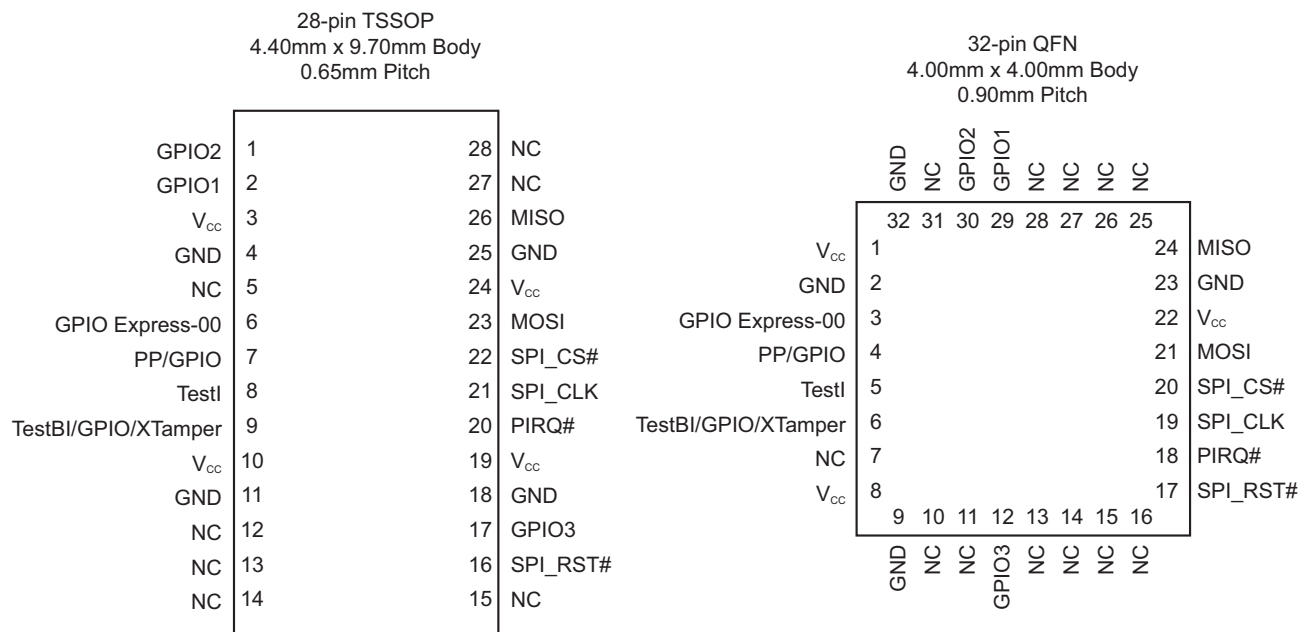 28-pin TSSOP
4.40mm x 9.70mm Body
0.65mm Pitch
GPIO2 1 28 NC
GPIO1 2 27 NC
Vcc 3 26 MISO
GND 4 25 GND
NC 5 24 Vcc
GPIO Express-00 6 23 MOSI
PP/GPIO 7 22 SPI_CS#
TestI 8 21 SPI_CLK
TestBI/GPIO/XTamper 9 20 PIRQ#
Vcc 10 19 Vcc
GND 11 18 GND
NC 12 17 GPIO3
NC 13 16 SPI_RST#
NC 14 15 NC
32-pin QFN
4.00mm x 4.00mm Body
0.90mm Pitch
GND NC GPIO2 GPIO1 NC NC NC NC
32 31 30 29 28 27 26 25
Vcc 1 24 MISO
GND 2 23 GND
GPIO Express-00 3 22 Vcc
PP/GPIO 4 21 MOSI
TestI 5 20 SPI_CS#
TestBI/GPIO/XTamper 6 19 SPI_CLK
NC 7 18 PIRQ#
Vcc 8 17 SPI_RST#
9 10 11 12 13 14 15 16
GND NC NC GPIO3 NC NC NC NC